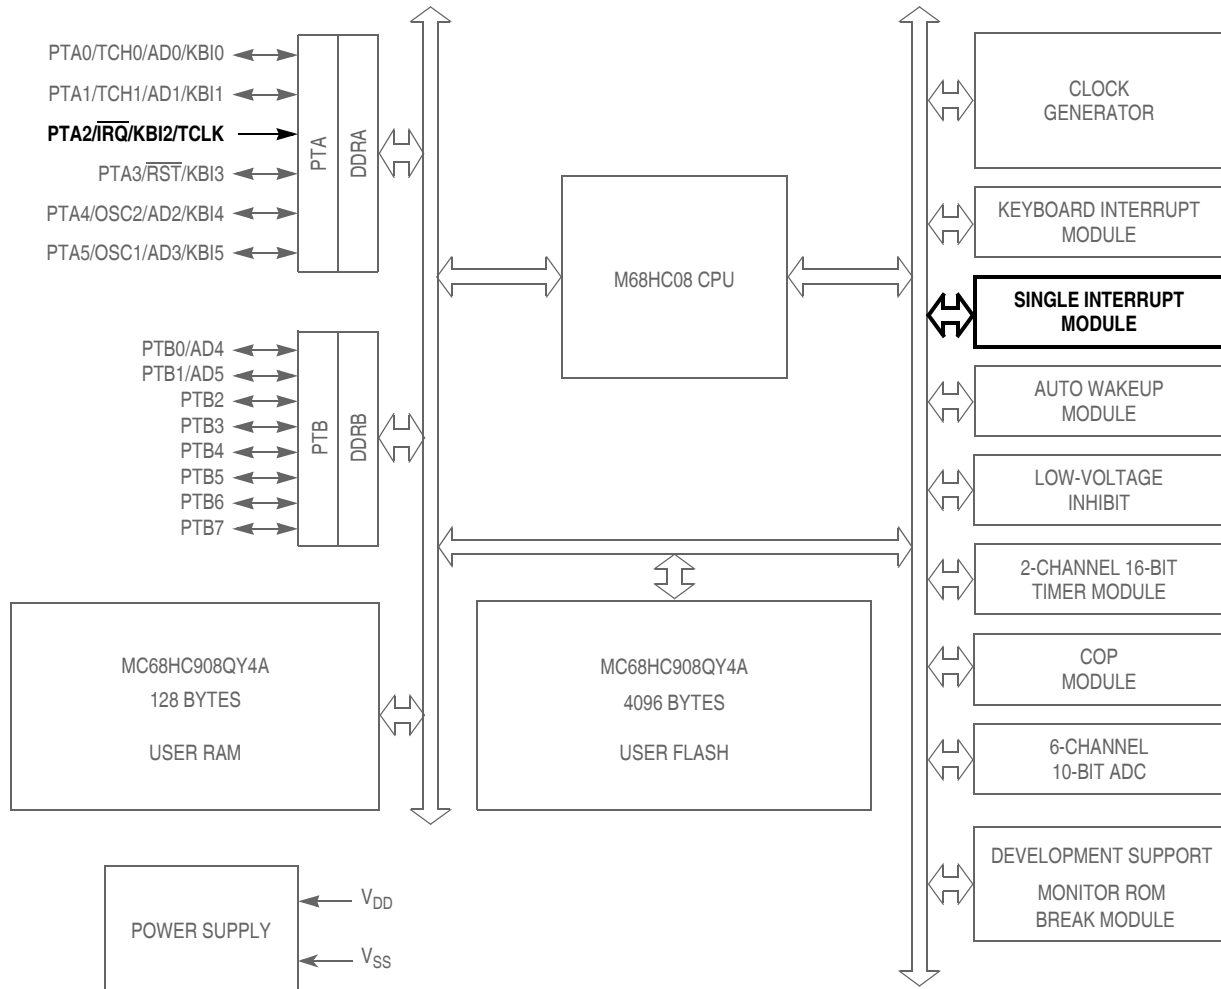 PTA0/TCH0/AD0/KBI0
PTA1/TCH1/AD1/KBI1
PTA2/IRQ/KBI2/TCLK
PTA3/RST/KBI3
PTA4/OSC2/AD2/KBI4
PTA5/OSC1/AD3/KBI5
PTA
DDRA
PTB0/AD4
PTB1/AD5
PTB2
PTB3
PTB4
PTB5
PTB6
PTB7
PTB
DDRB
M68HC08 CPU
MC68HC908QY4A
128 BYTES
USER RAM
MC68HC908QY4A
4096 BYTES
USER FLASH
POWER SUPPLY
VDD
VSS
CLOCK
GENERATOR
KEYBOARD INTERRUPT
MODULE
SINGLE INTERRUPT
MODULE
AUTO WAKEUP
MODULE
LOW-VOLTAGE
INHIBIT
2-CHANNEL 16-BIT
TIMER MODULE
COP
MODULE
6-CHANNEL
10-BIT ADC
DEVELOPMENT SUPPORT
MONITOR ROM
BREAK MODULE